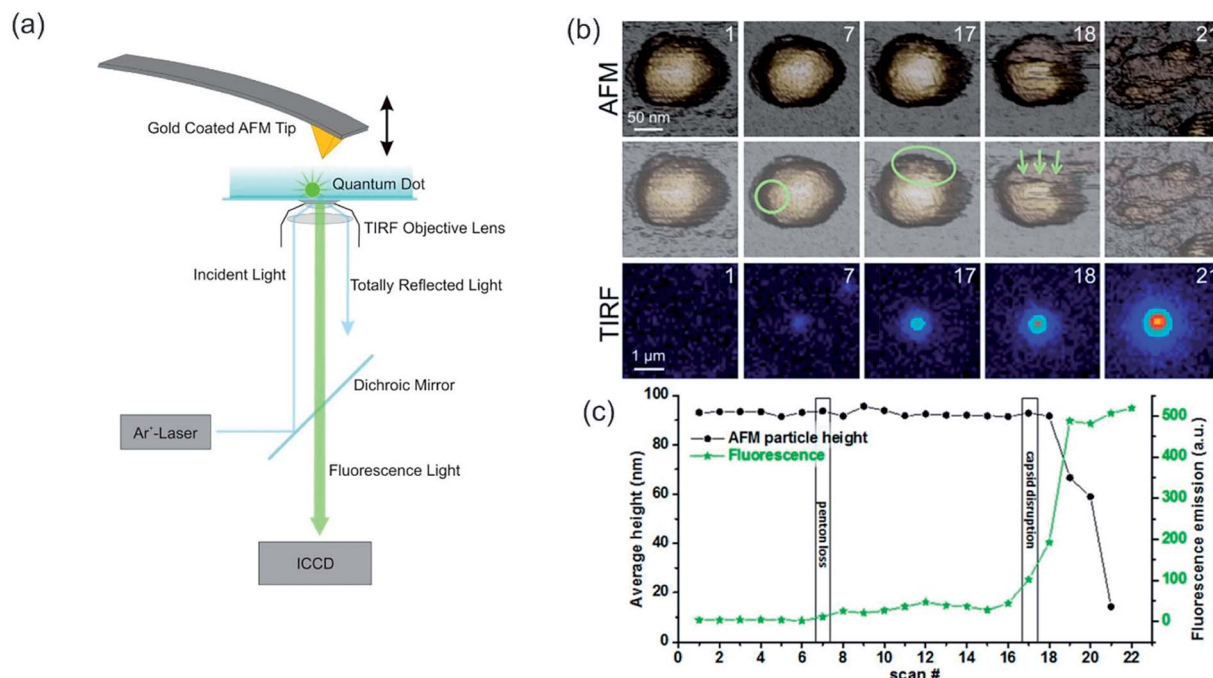 (a)
Gold Coated AFM Tip
Quantum Dot
TIRF Objective Lens
Incident Light
Totally Reflected Light
Dichroic Mirror
Ar+-Laser
Fluorescence Light
ICCD
(b)
AFM
1
7
17
18
21
50 nm
TIRF
1
7
17
18
21
1 µm
(c)
100
80
60
40
20
0
Average height (nm)
AFM particle height
Fluorescence
penton loss
capsid disruption
500
400
300
200
100
0
Fluorescence emission (a.u.)
0 2 4 6 8 10 12 14 16 18 20 22
scan #